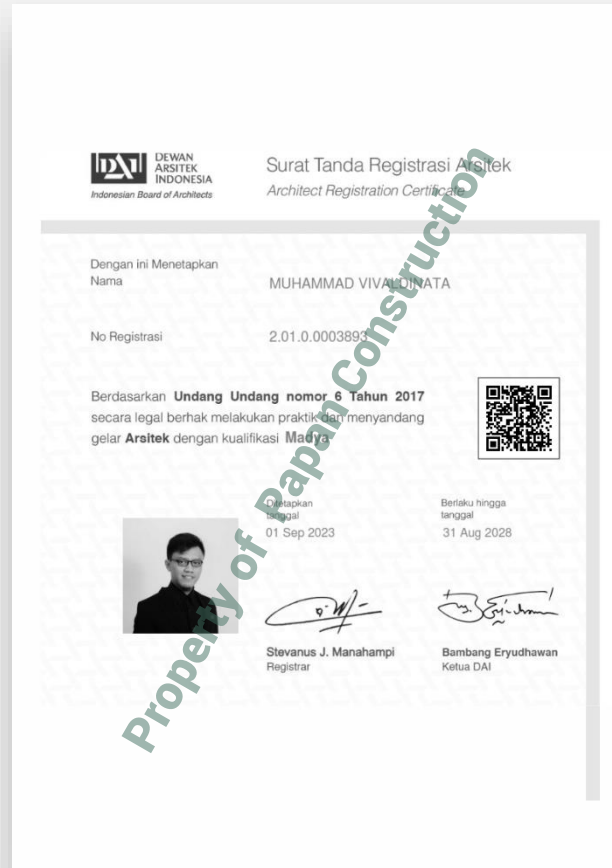 DEWAN
ARSITEK
INDONESIA
Indonesian Board of Architects
Surat Tanda Registrasi Arsitek
Architect Registration Certificate
Dengan ini Menetapkan
Nama
MUHAMMAD VIVALDINATA
No Registrasi
2.01.0.0003893
Berdasarkan Undang Undang nomor 6 Tahun 2017
secara legal berhak melakukan praktik dan menyandang
gelar Arsitek dengan kualifikasi Madya
Ditetapkan
tanggal
01 Sep 2023
Berlaku hingga
tanggal
31 Aug 2028
Stevanus J. Manahampi
Registrar
Bambang Eryudhawan
Ketua DAI
Property of Papan Construction